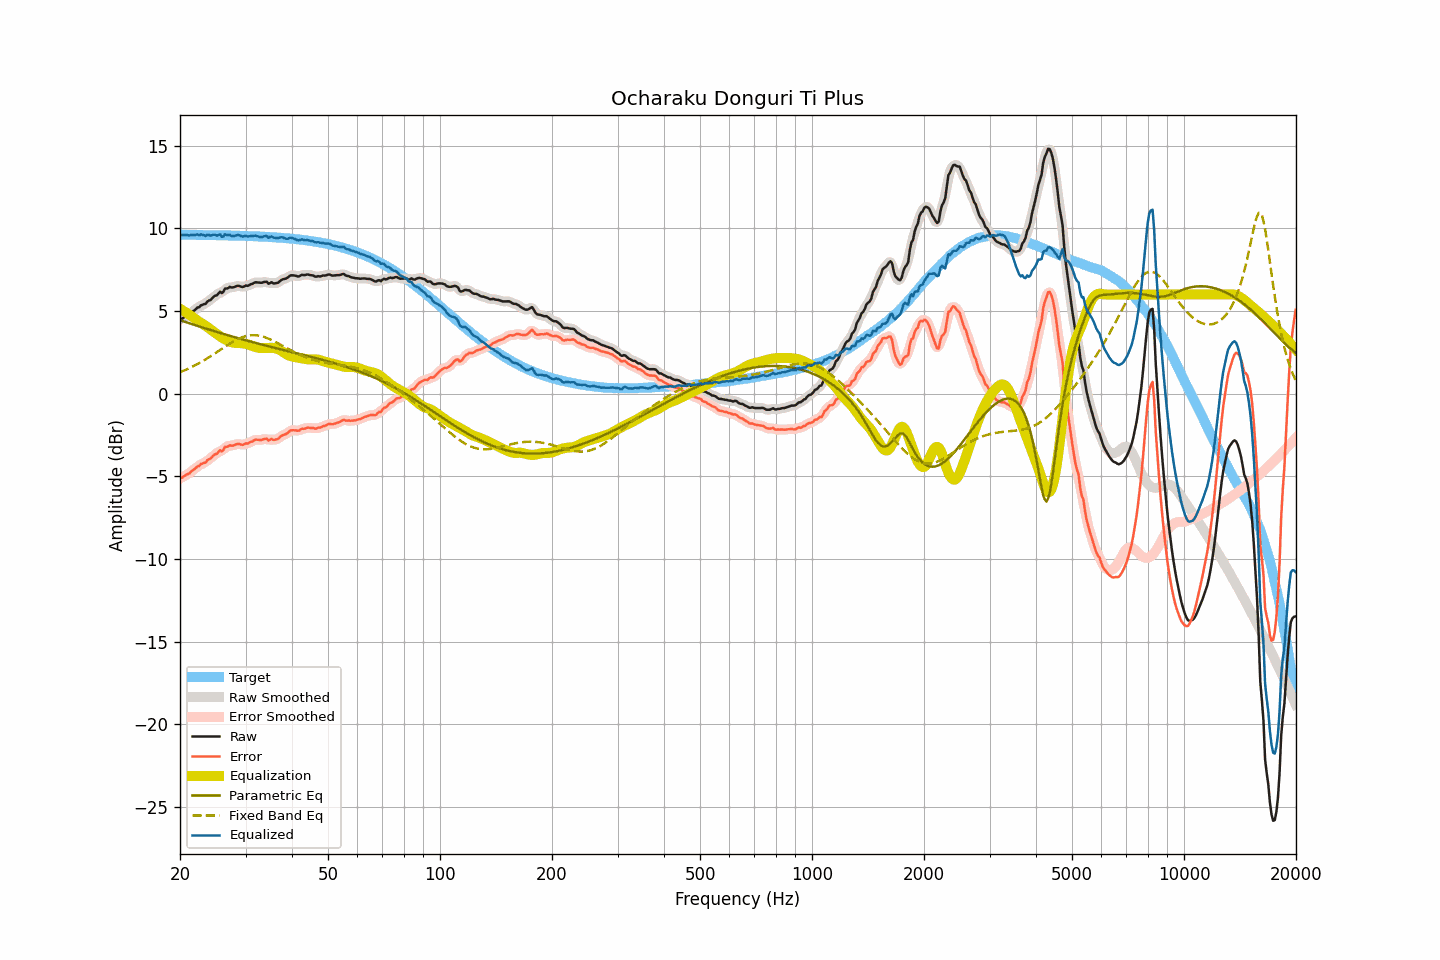 Ocharaku Donguri Ti Plus
Amplitude (dBr)
15
10
5
0
−5
−10
−15
−20
−25
Target
Raw Smoothed
Error Smoothed
Raw
Error
Equalization
Parametric Eq
Fixed Band Eq
Equalized
20 50 100 200 500 1000 2000 5000 10000 20000
Frequency (Hz)